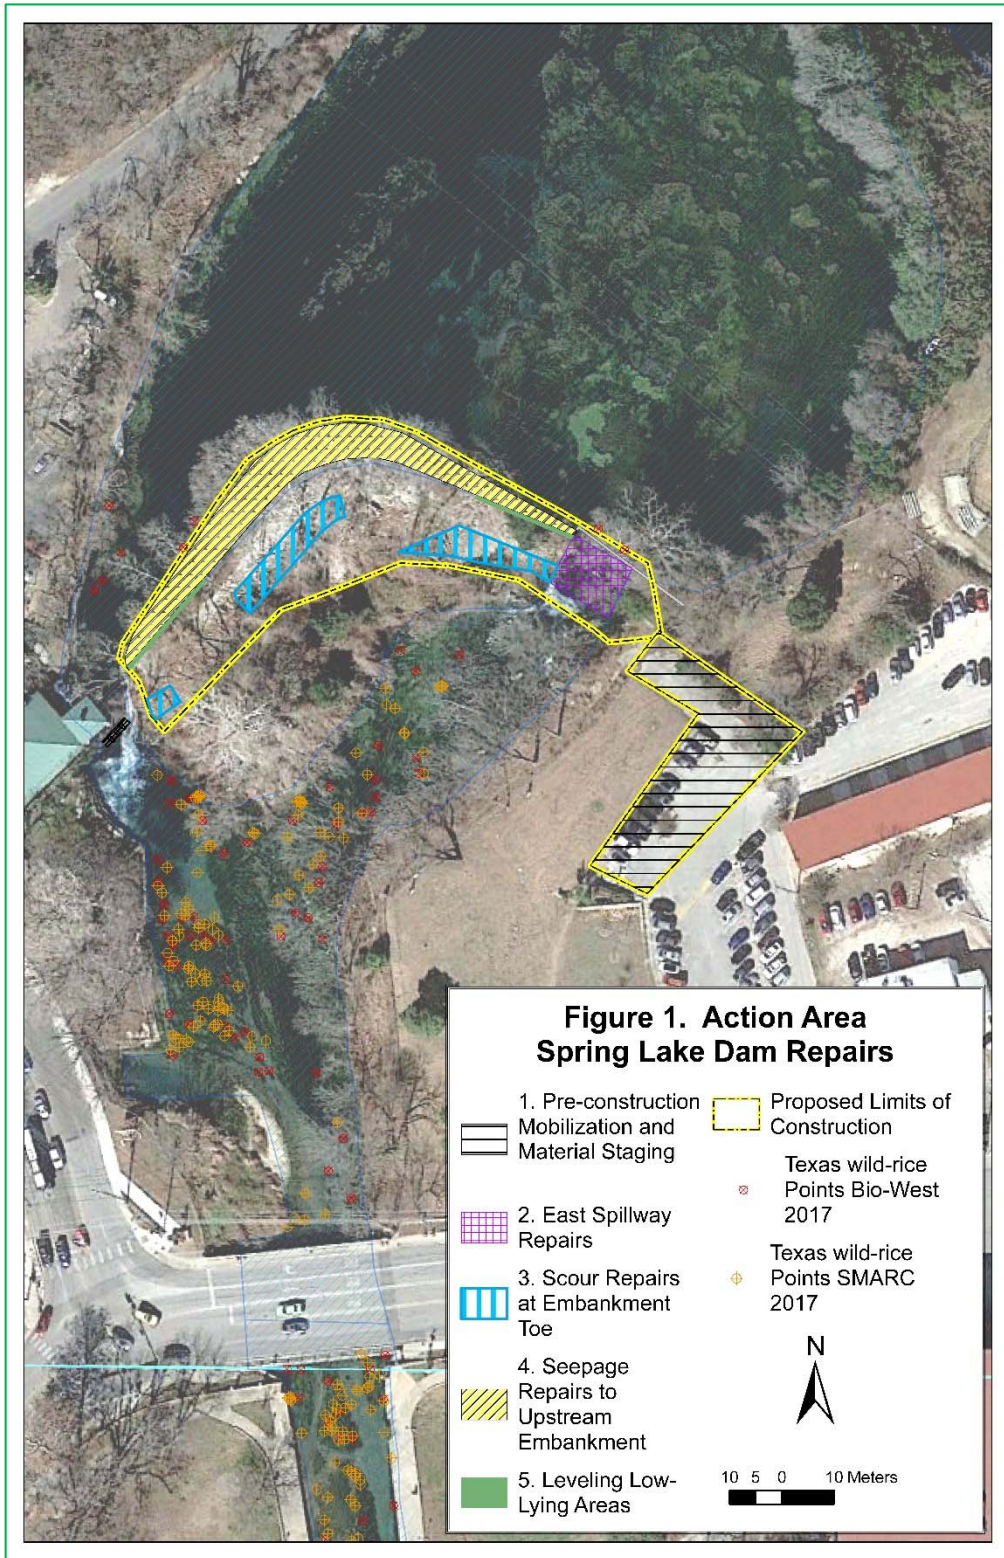 Figure 1. Action Area
Spring Lake Dam Repairs
1. Pre-construction
Mobilization and
Material Staging
Proposed Limits of
Construction
Texas wild-rice
Points Bio-West
2017
2. East Spillway
Repairs
Texas wild-rice
Points SMARC
2017
3. Scour Repairs
at Embankment
Toe
4. Seepage
Repairs to
Upstream
Embankment
5. Leveling Low-
Lying Areas
N
10 5 0 10 Meters